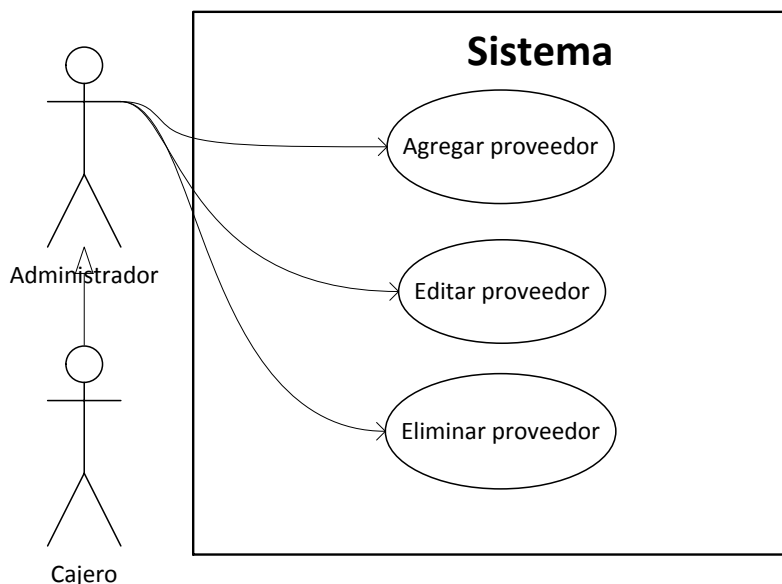 Sistema
Agregar proveedor
Editar proveedor
Administrador
Eliminar proveedor
Cajero